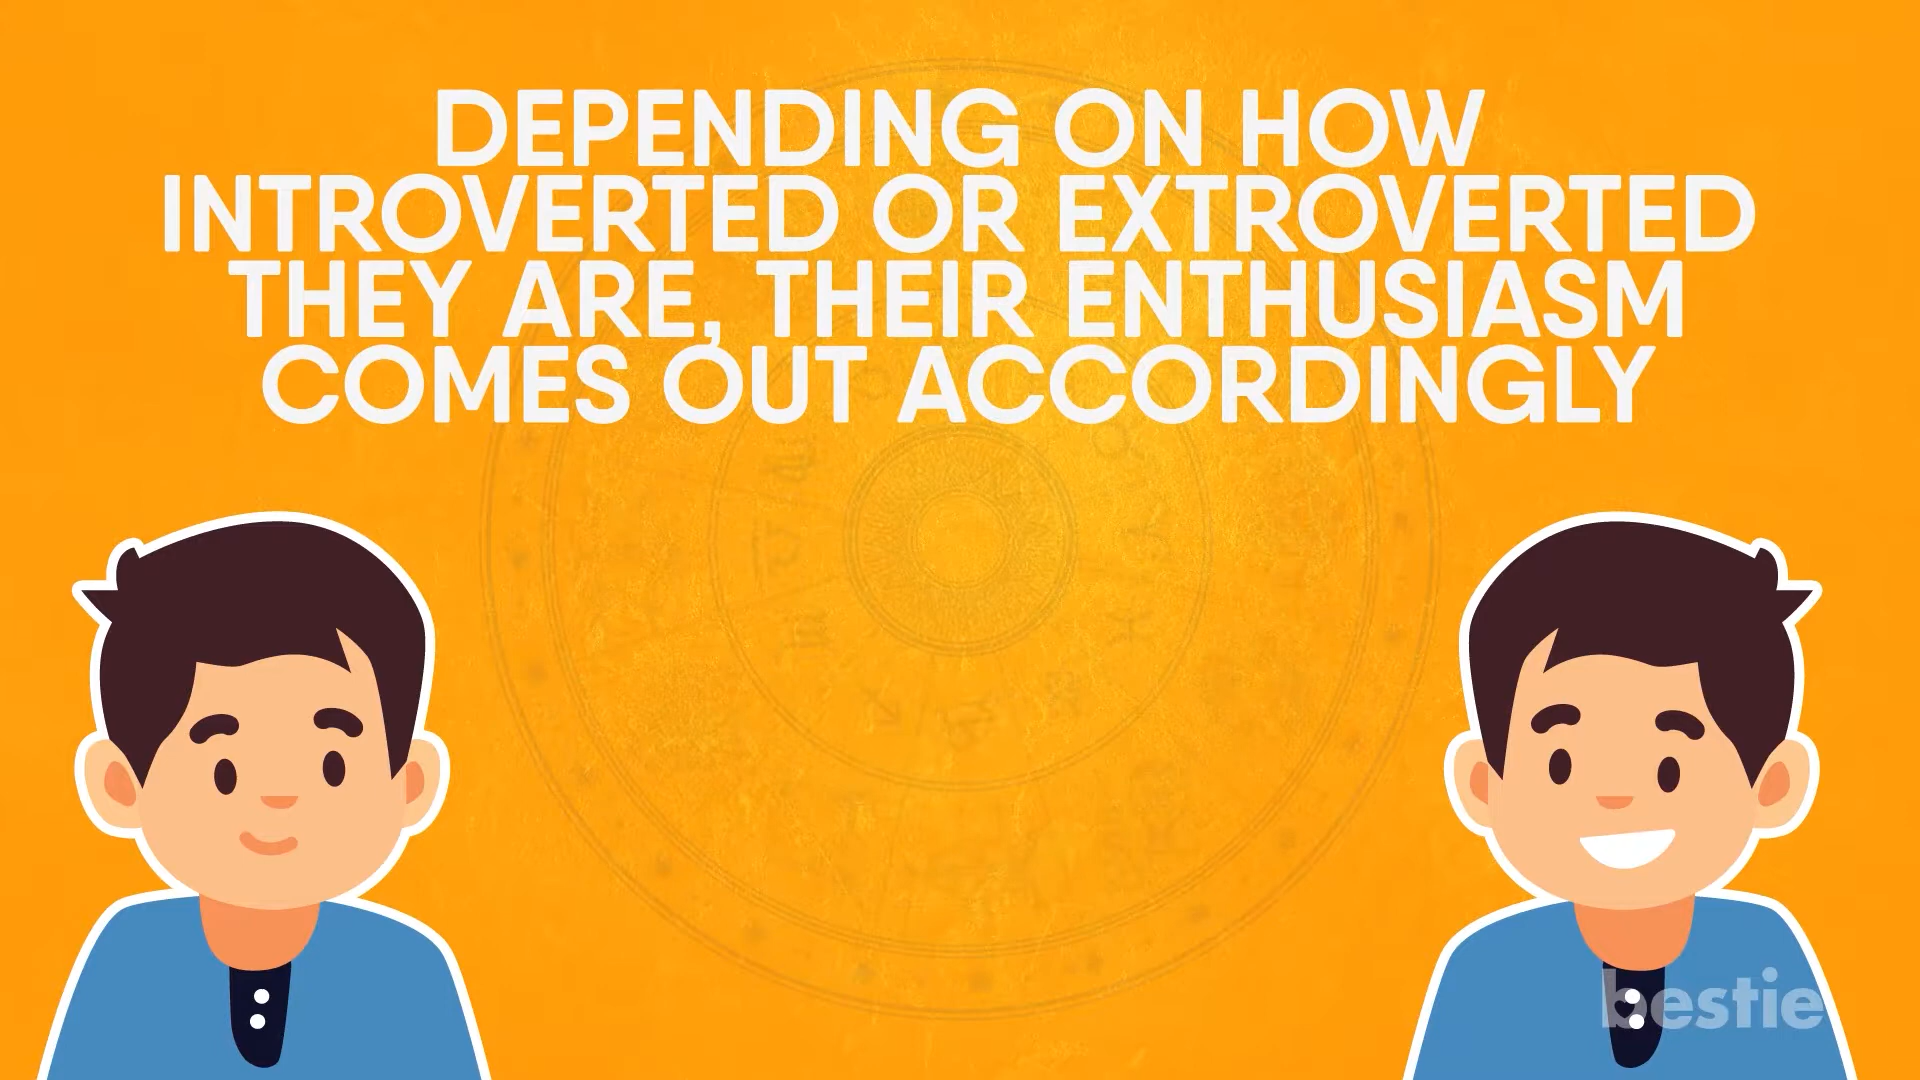 DEPENDING ON HOW
INTROVERTED OR EXTROVERTED
THEY ARE, THEIR ENTHUSIASM
COMES OUT ACCORDINGLY
bestie